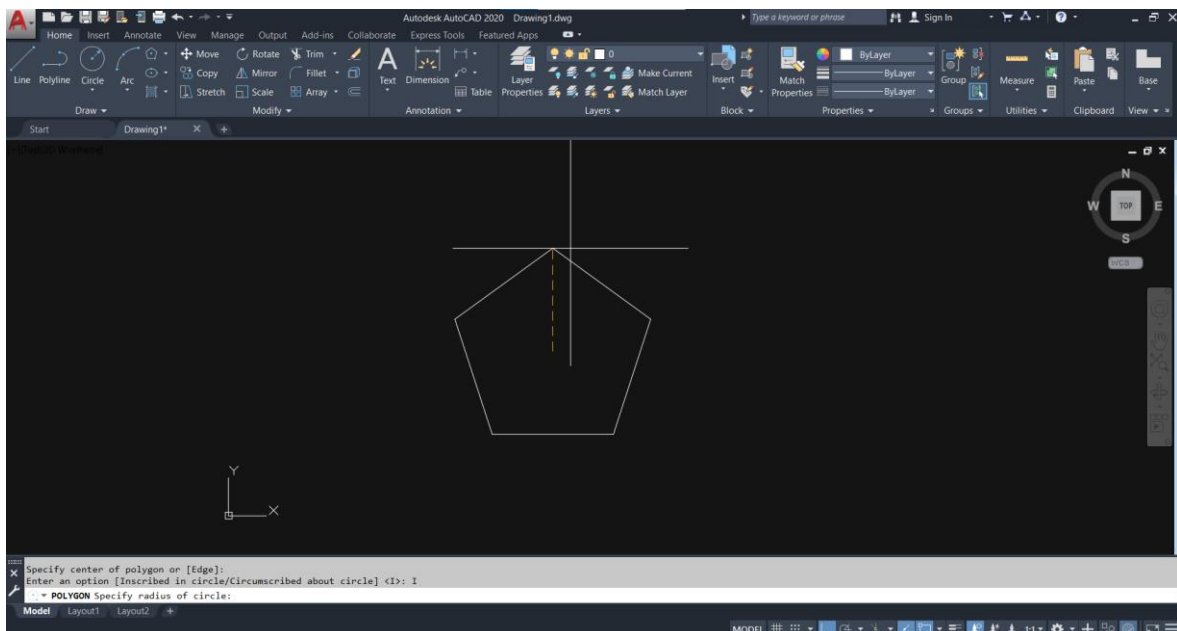 Autodesk AutoCAD 2020 Drawing1.dwg Type a keyword or phrase Sign In
Home Insert Annotate View Manage Output Add-ins Collaborate Express Tools Featured Apps
Line Polyline Circle Arc Move Rotate Trim Text Dimension Layer Properties 0 Insert Match Properties ByLayer Group Measure Paste Base
Copy Mirror Fillet Make Current ByLayer
Stretch Scale Array Table Match Layer ByLayer
Draw Modify Annotation Layers Block Properties Groups Utilities Clipboard View
Start Drawing1*
N
W TOP E
S
WCS
Y
X
Specify center of polygon or [Edge]:
Enter an option [Inscribed in circle/Circumscribed about circle] <I>: I
POLYGON Specify radius of circle:
Model Layout1 Layout2 +
MODEL 1:1